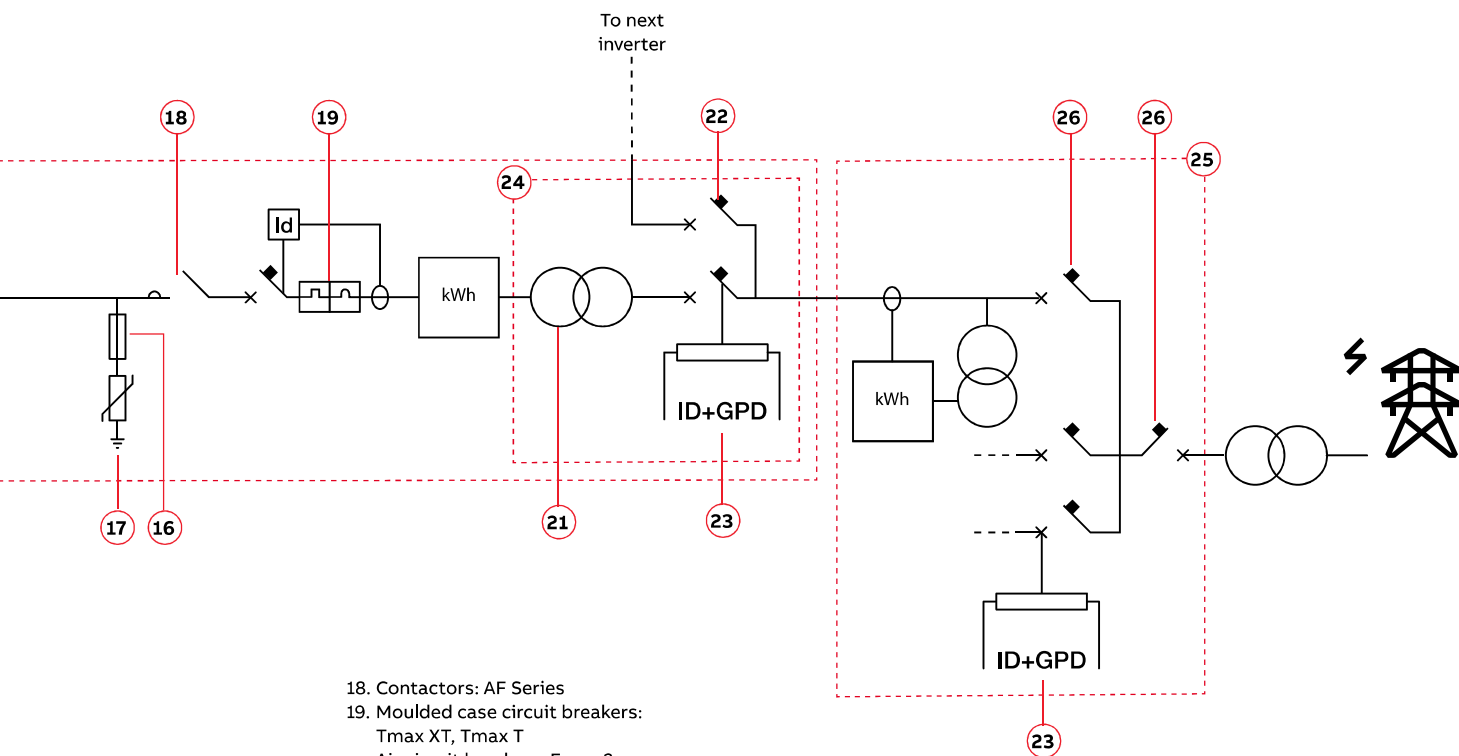 To next
inverter
18
19
22
26
26
25
24
Id
kWh
kWh
ID+GPD
17
16
21
23
ID+GPD
23
18. Contactors: AF Series
19. Moulded case circuit breakers:
Tmax XT, Tmax T